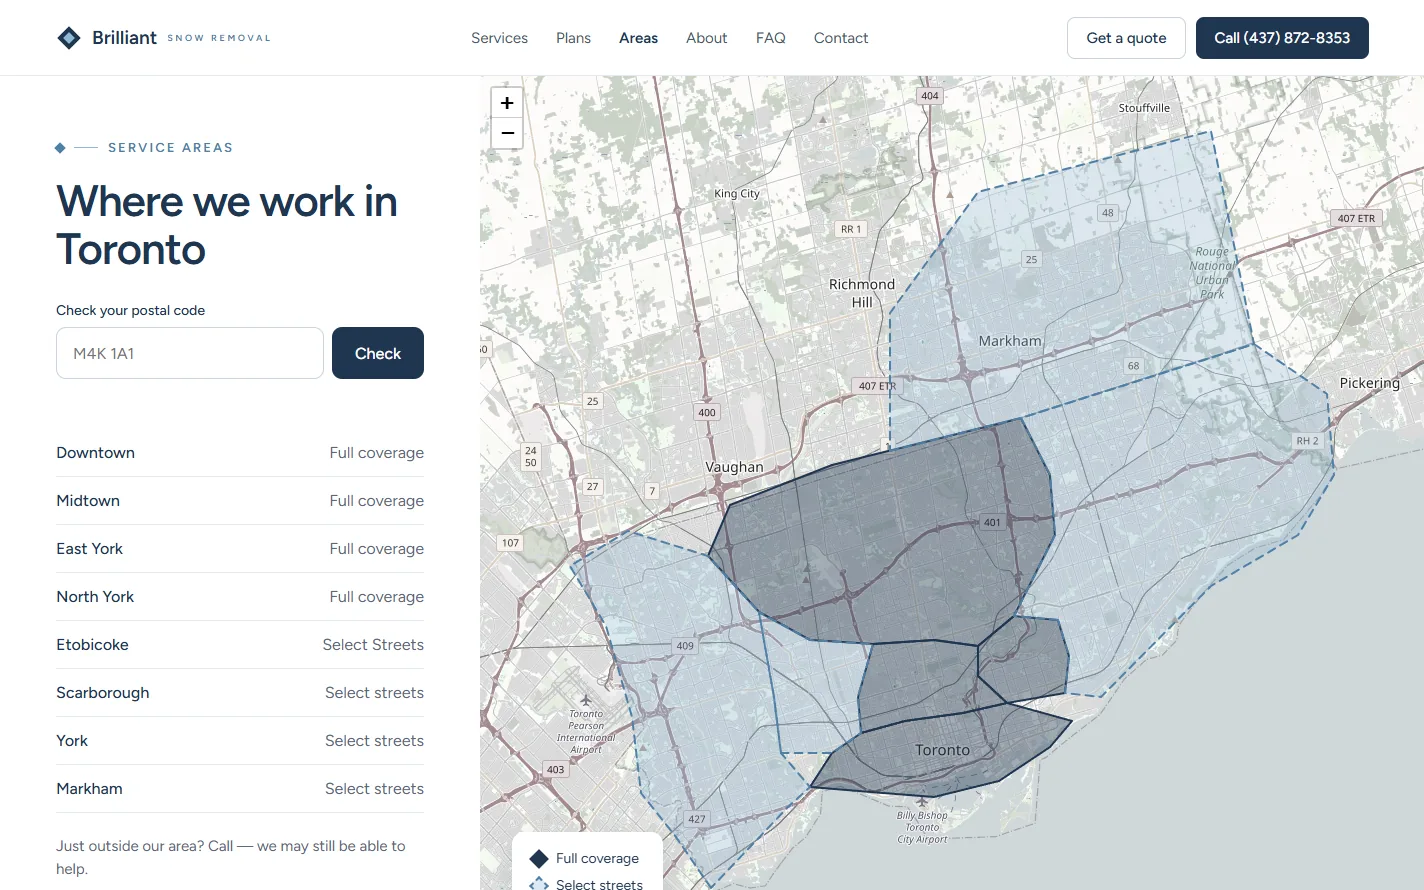 Brilliant SNOW REMOVAL
Services Plans Areas About FAQ Contact
Get a quote
Call (437) 872-8353
SERVICE AREAS
Where we work in
Toronto
Check your postal code
M4K 1A1
Check
Downtown Full coverage
Midtown Full coverage
East York Full coverage
North York Full coverage
Etobicoke Select Streets
Scarborough Select streets
York Select streets
Markham Select streets
Just outside our area? Call — we may still be able to
help.
+
−
404
Stouffville
King City
48
407 ETR
RR 1
25
Rouge
National
Urban
Park
Richmond
Hill
Markham
68
407 ETR
Pickering
25
400
RH 2
24
50
Vaughan
27
7
401
107
409
Toronto
Pearson
International
Airport
Toronto
403
427
Billy Bishop
Toronto
City Airport
Full coverage
Select streets